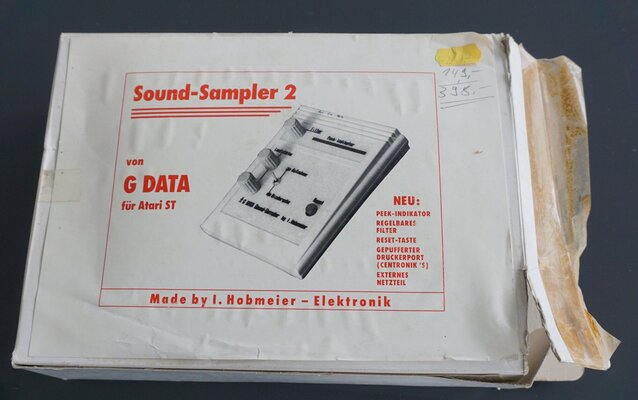 Sound-Sampler 2
von
G DATA
für Atari ST
NEU:
PEEK-INDIKATOR
REGELBARES
FILTER
RESET-TASTE
GEPUFFERTER
DRUCKERPORT
(CENTRONIK'S)
EXTERNES
NETZTEIL
Made by I. Hobmeier – Elektronik
149,-
398,-